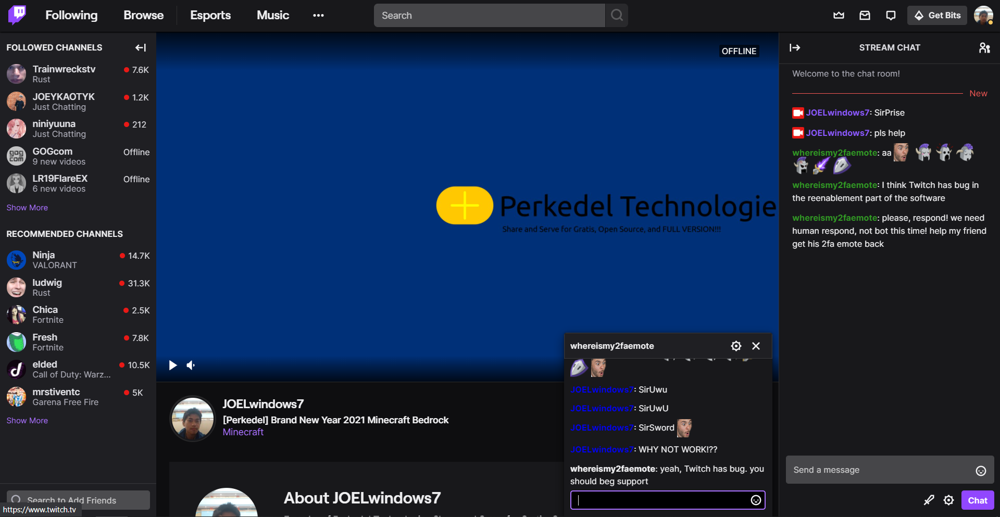 Following
Browse
Esports
Music
Search
Get Bits
FOLLOWED CHANNELS
Trainwreckstv
7.6K
Rust
JOEYKAOTYK
1.2K
Just Chatting
niniyuuna
212
Just Chatting
GOGcom
Offline
9 new videos
LR19FlareEX
Offline
6 new videos
Show More
RECOMMENDED CHANNELS
Ninja
14.7K
VALORANT
ludwig
31.3K
Rust
Chica
2.5K
Fortnite
Fresh
7.8K
Fortnite
elded
10.5K
Call of Duty: Warz...
mrstiventc
5K
Garena Free Fire
Show More
Search to Add Friends
https://www.twitch.tv
OFFLINE
Perkedel Technologie
Share and Serve for Gratis, Open Source, and FULL VERSION!!!
JOELwindows7
[Perkedel] Brand New Year 2021 Minecraft Bedrock
Minecraft
About JOELwindows7
whereismy2faemote
JOELwindows7: SirUwu
JOELwindows7: SirUwU
JOELwindows7: SirSword
JOELwindows7: WHY NOT WORK!??
whereismy2faemote: yeah, Twitch has bug. you
should beg support
STREAM CHAT
Welcome to the chat room!
New
JOELwindows7: SirPrise
JOELwindows7: pls help
whereismy2faemote: aa
whereismy2faemote: I think Twitch has bug in
the reenablement part of the software
whereismy2faemote: please, respond! we need
human respond, not bot this time! help my friend
get his 2fa emote back
Send a message
Chat